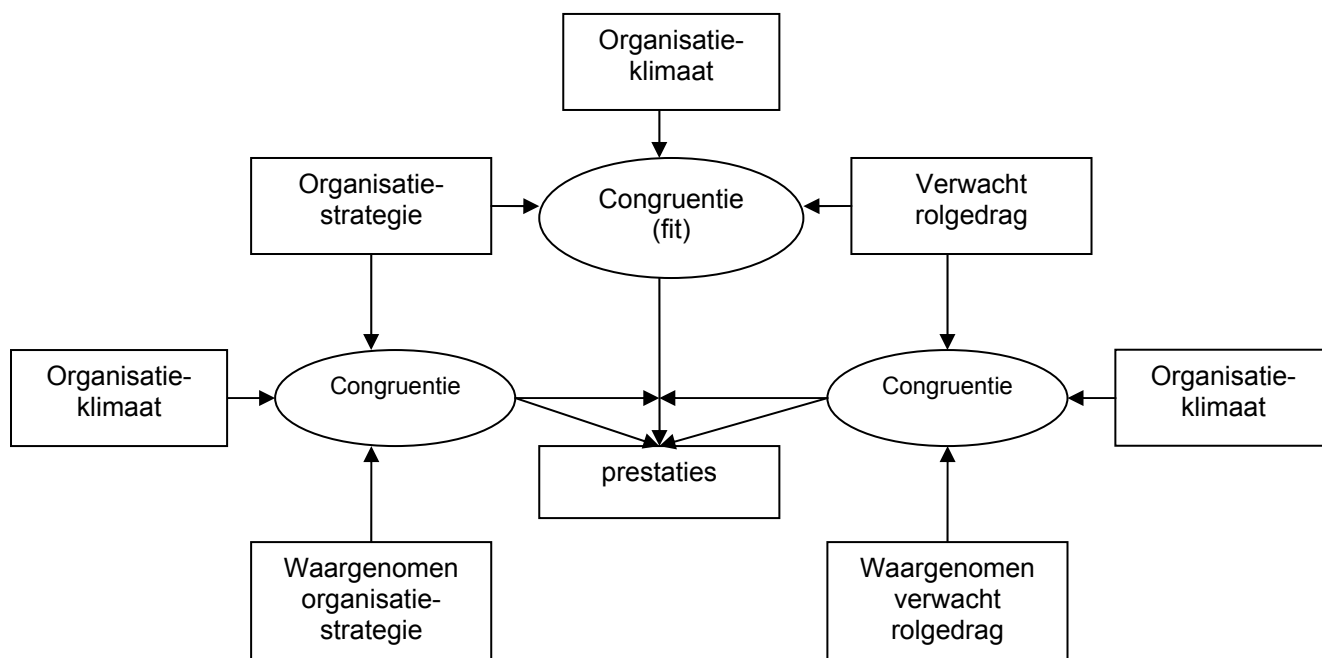 Organisatie-
klimaat
Organisatie-
strategie
Congruentie
(fit)
Verwacht
rolgedrag
Organisatie-
klimaat
Congruentie
Congruentie
Organisatie-
klimaat
prestaties
Waargenomen
organisatie-
strategie
Waargenomen
verwacht
rolgedrag